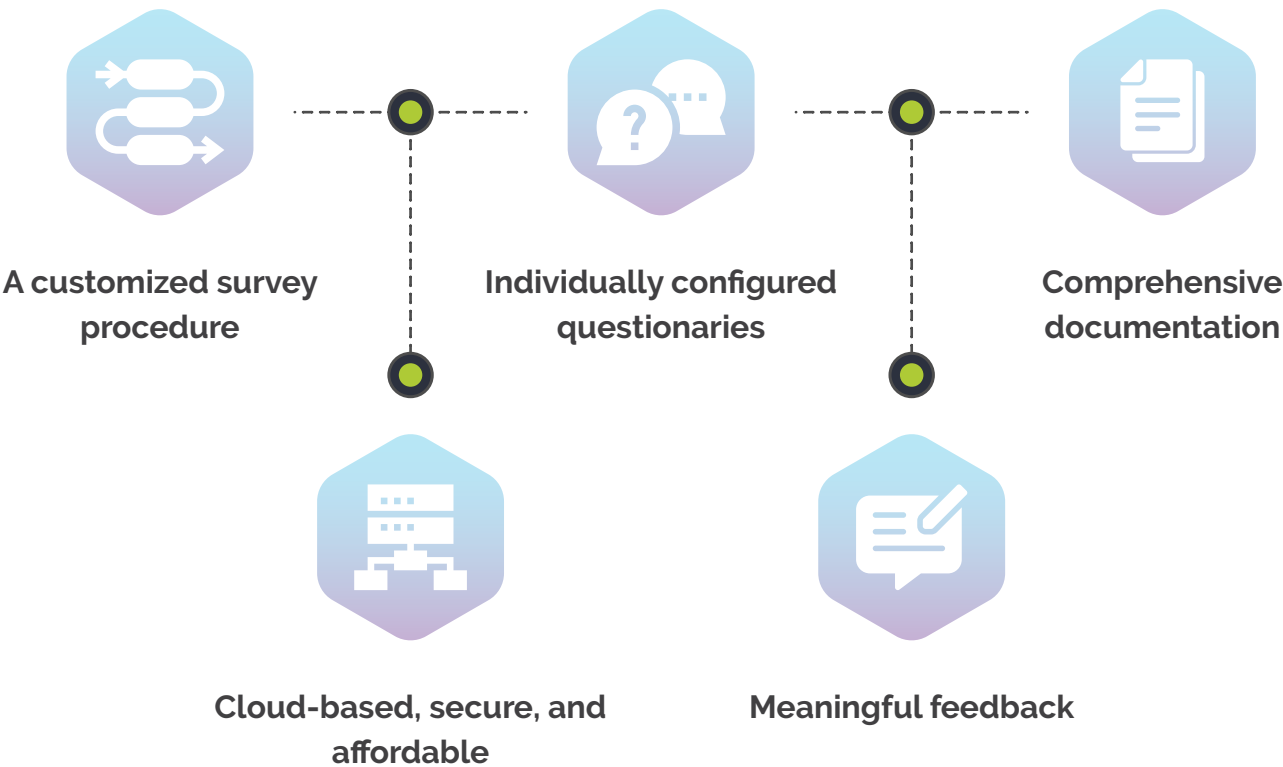 A customized survey
procedure
Individually configured
questionaries
Comprehensive
documentation
Cloud-based, secure, and
affordable
Meaningful feedback